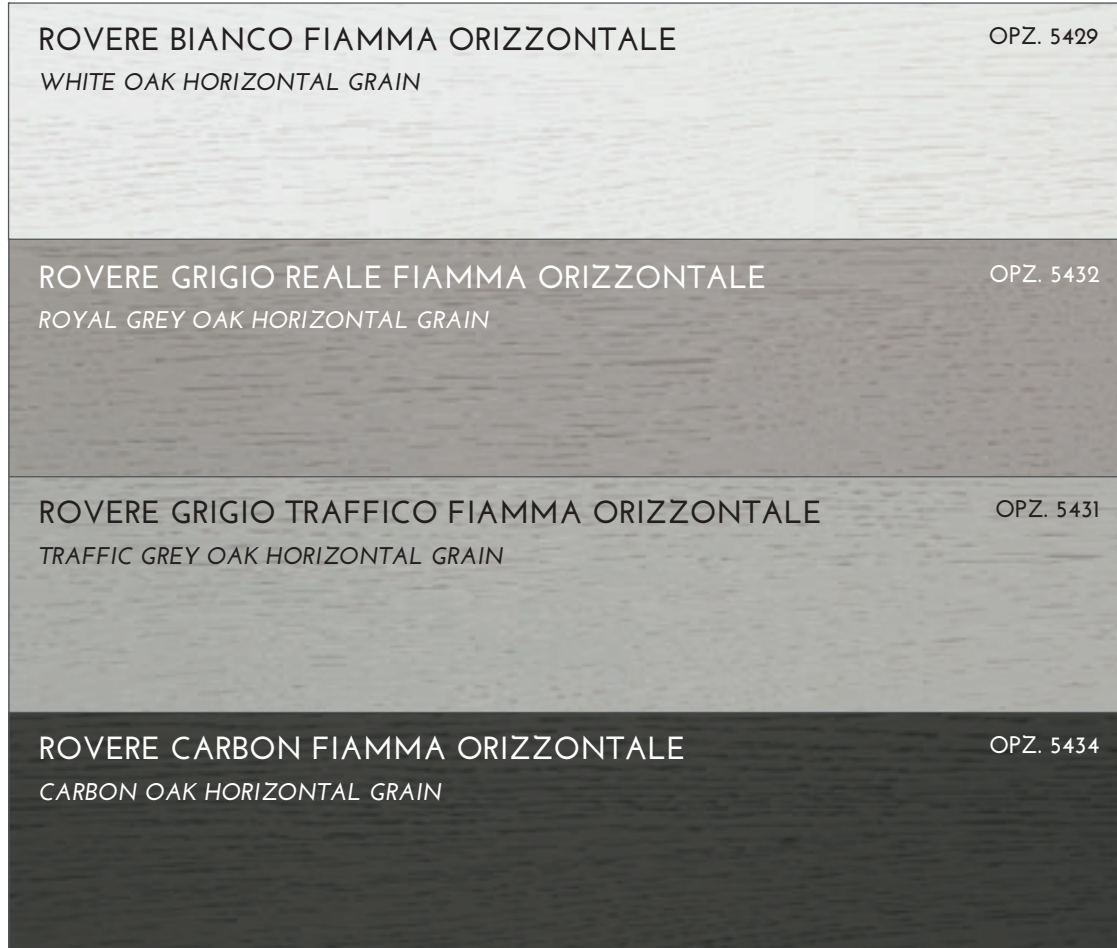 ROVERE BIANCO FIAMMA ORIZZONTALE OPZ. 5429
WHITE OAK HORIZONTAL GRAIN
ROVERE GRIGIO REALE FIAMMA ORIZZONTALE OPZ. 5432
ROYAL GREY OAK HORIZONTAL GRAIN
ROVERE GRIGIO TRAFFICO FIAMMA ORIZZONTALE OPZ. 5431
TRAFFIC GREY OAK HORIZONTAL GRAIN
ROVERE CARBON FIAMMA ORIZZONTALE OPZ. 5434
CARBON OAK HORIZONTAL GRAIN